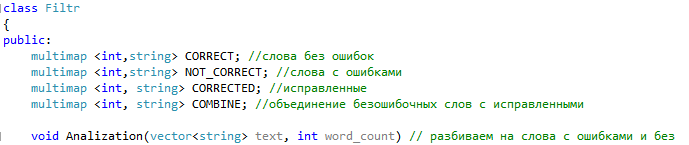 class Filtr
{
public:
multimap <int,string> CORRECT; //слова без ошибок
multimap <int,string> NOT_CORRECT; //слова с ошибками
multimap <int, string> CORRECTED; //исправленные
multimap <int, string> COMBINE; //объединение безошибочных слов с исправленными
void Analization(vector<string> text, int word_count) // разбиваем на слова с ошибками и без